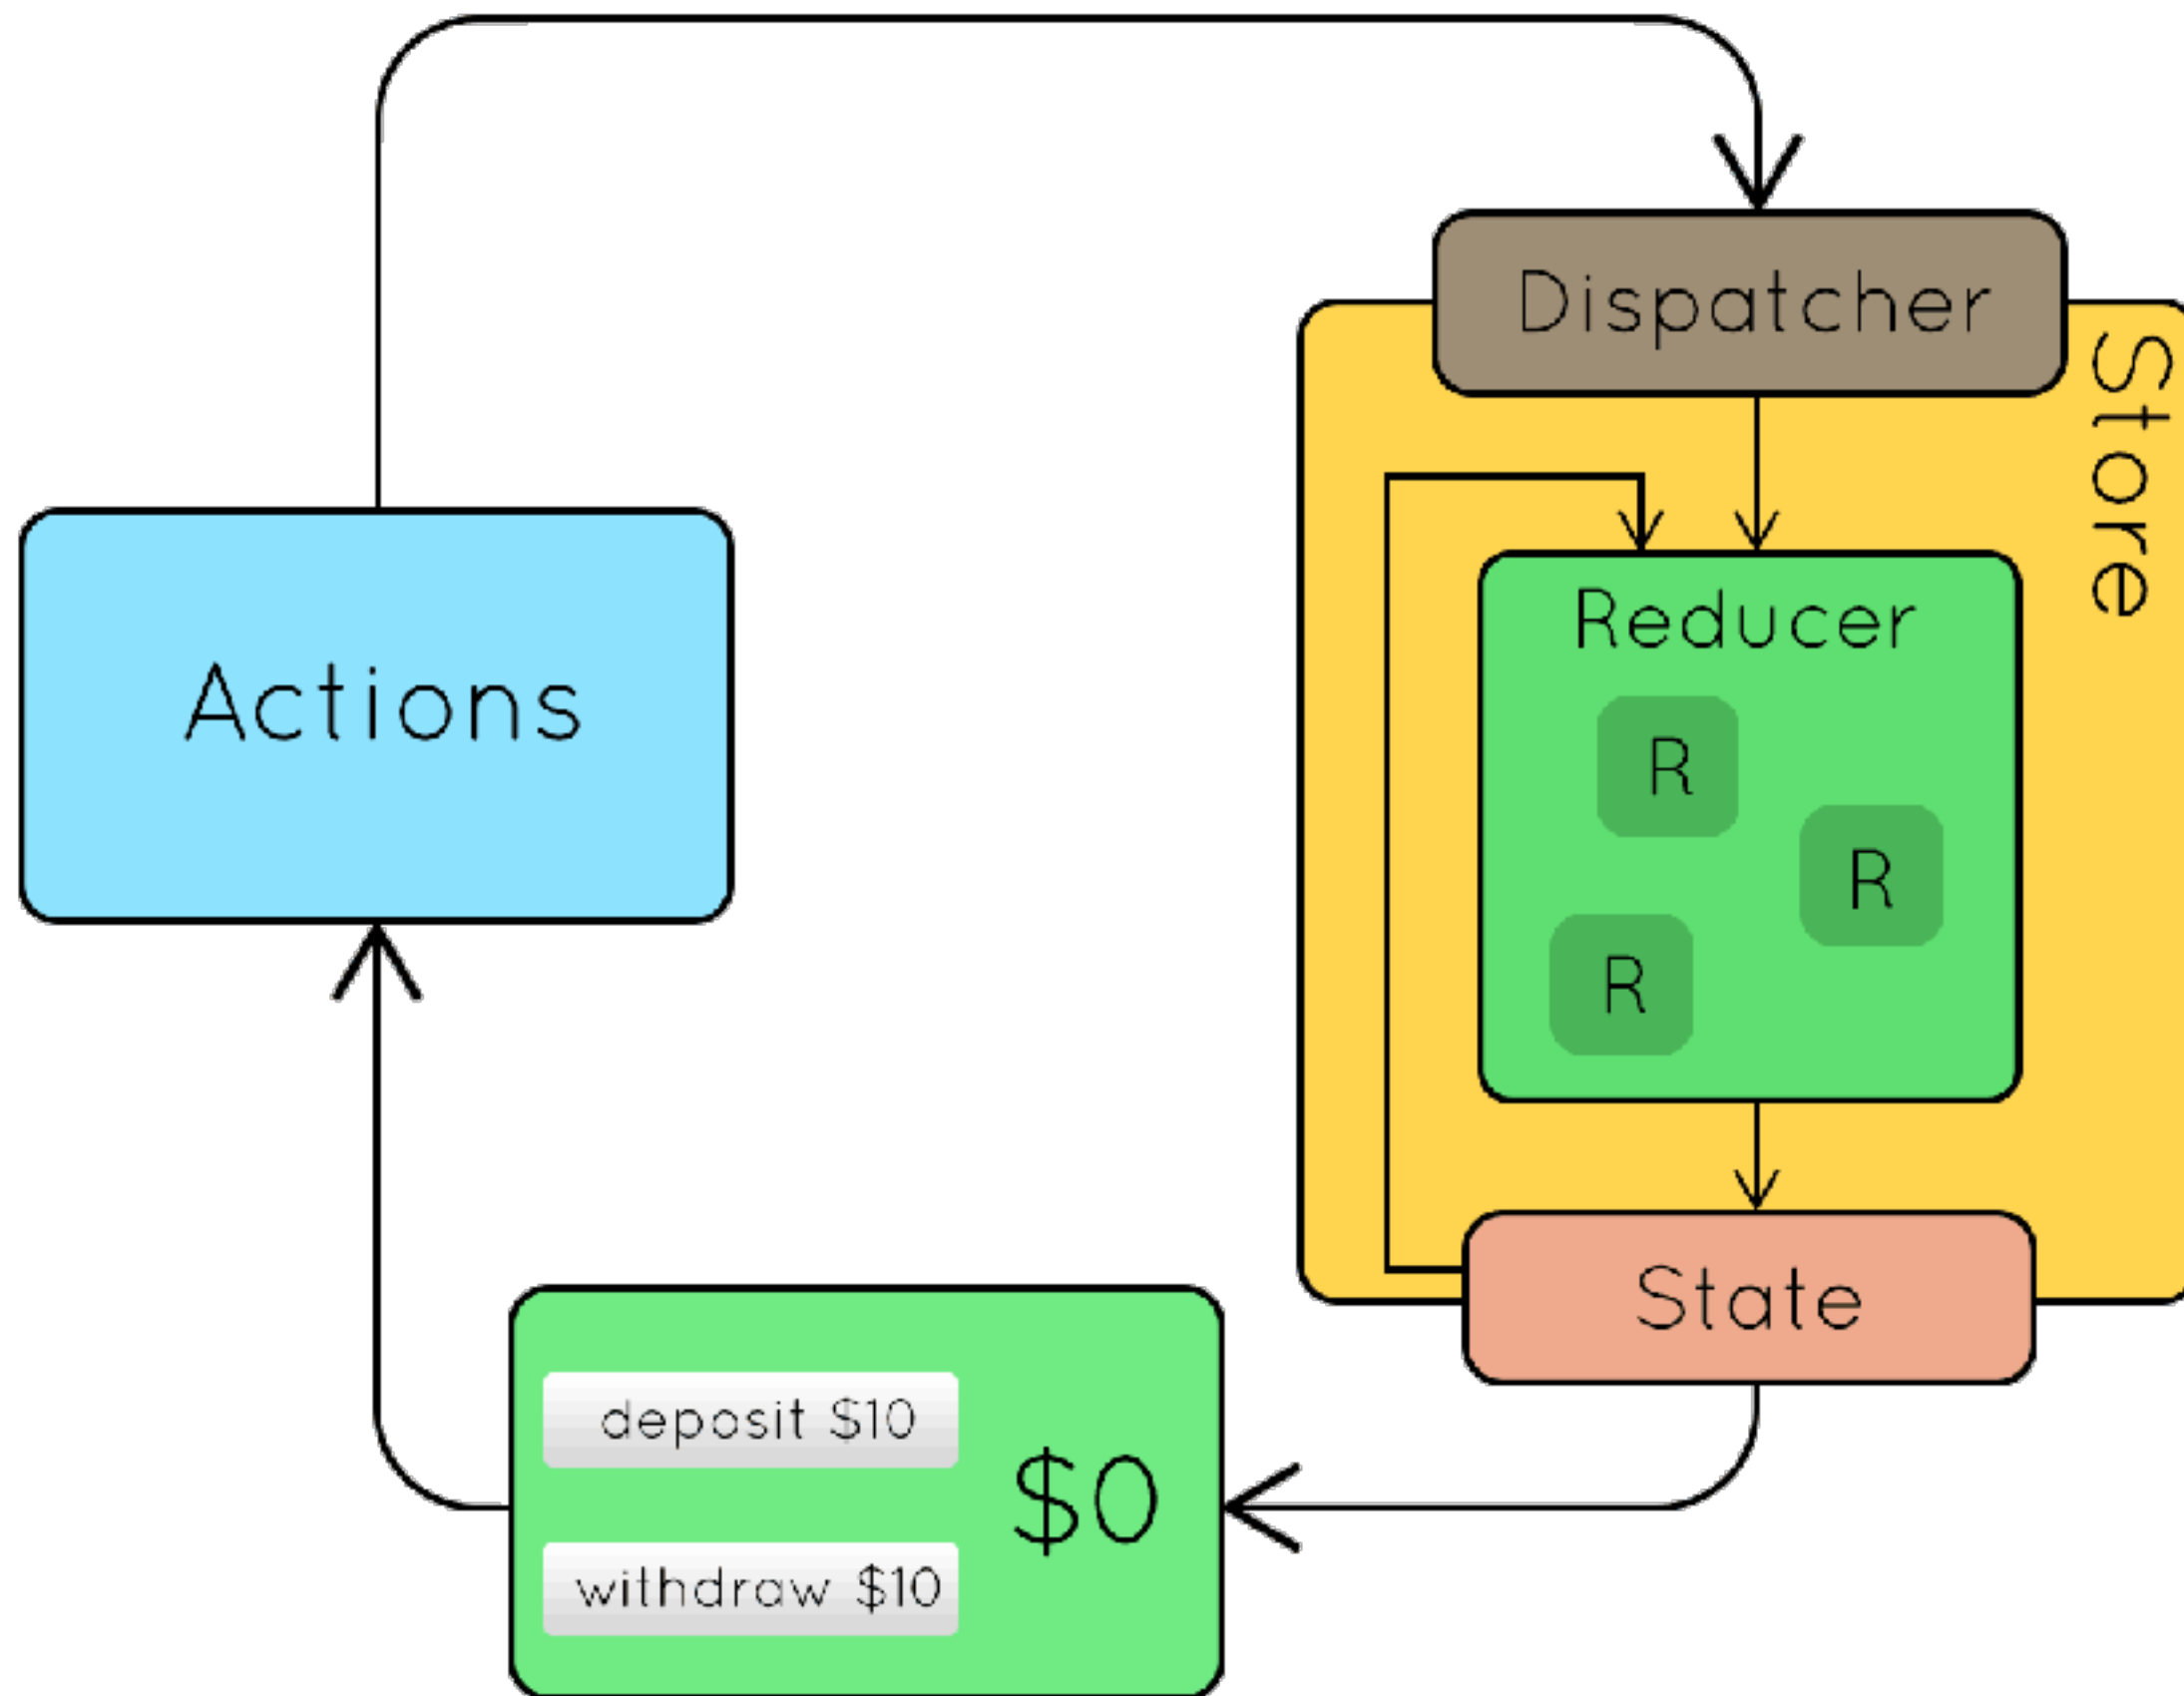 Dispatcher
Store
Reducer
Actions
R
R
R
State
deposit $10
$0
withdraw $10